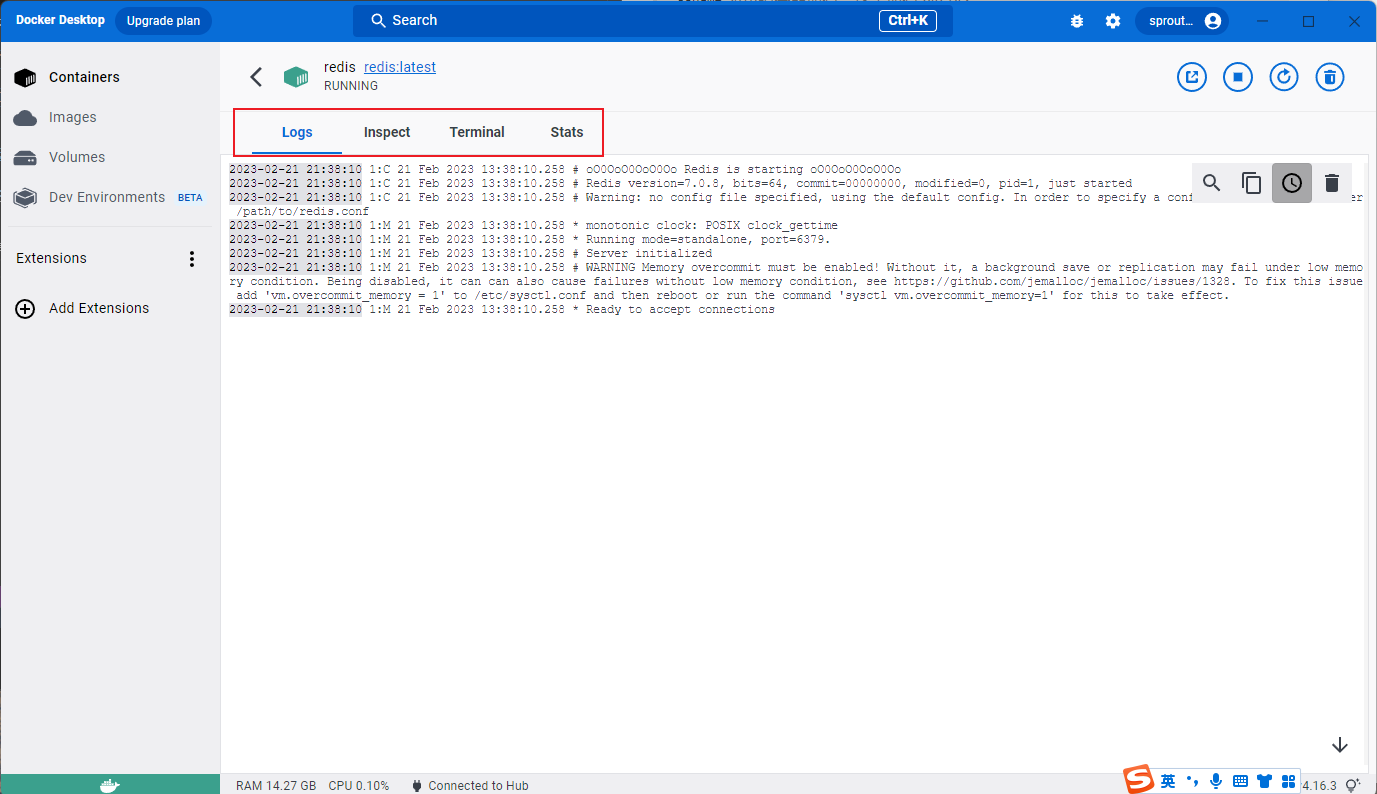 Docker Desktop Upgrade plan Search Ctrl+K sprout...
Containers
Images
Volumes
Dev Environments BETA
Extensions
Add Extensions
redis redis:latest
RUNNING
Logs Inspect Terminal Stats
2023-02-21 21:38:10 1:C 21 Feb 2023 13:38:10.258 # oO0OoO0OoO0Oo Redis is starting oO0OoO0OoO0Oo
2023-02-21 21:38:10 1:C 21 Feb 2023 13:38:10.258 # Redis version=7.0.8, bits=64, commit=00000000, modified=0, pid=1, just started
2023-02-21 21:38:10 1:C 21 Feb 2023 13:38:10.258 # Warning: no config file specified, using the default config. In order to specify a conf
/path/to/redis.conf
2023-02-21 21:38:10 1:M 21 Feb 2023 13:38:10.258 * monotonic clock: POSIX clock_gettime
2023-02-21 21:38:10 1:M 21 Feb 2023 13:38:10.258 * Running mode=standalone, port=6379.
2023-02-21 21:38:10 1:M 21 Feb 2023 13:38:10.258 # Server initialized
2023-02-21 21:38:10 1:M 21 Feb 2023 13:38:10.258 # WARNING Memory overcommit must be enabled! Without it, a background save or replication may fail under low memo
ry condition. Being disabled, it can can also cause failures without low memory condition, see https://github.com/jemalloc/jemalloc/issues/1328. To fix this issue
add 'vm.overcommit_memory = 1' to /etc/sysctl.conf and then reboot or run the command 'sysctl vm.overcommit_memory=1' for this to take effect.
2023-02-21 21:38:10 1:M 21 Feb 2023 13:38:10.258 * Ready to accept connections
RAM 14.27 GB CPU 0.10% Connected to Hub 英 4.16.3